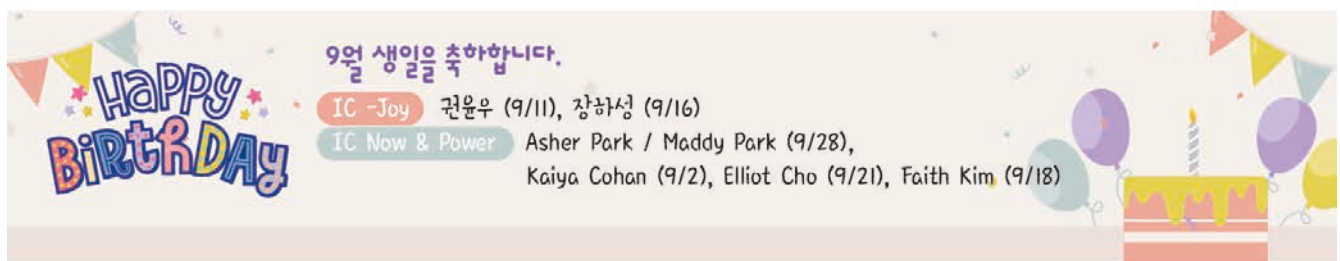 HAPPY
BIRTHDAY
9월 생일을 축하합니다.
IC -Joy 권윤우 (9/11), 장하성 (9/16)
IC Now & Power Asher Park / Maddy Park (9/28),
Kaiya Cohan (9/2), Elliot Cho (9/21), Faith Kim (9/18)